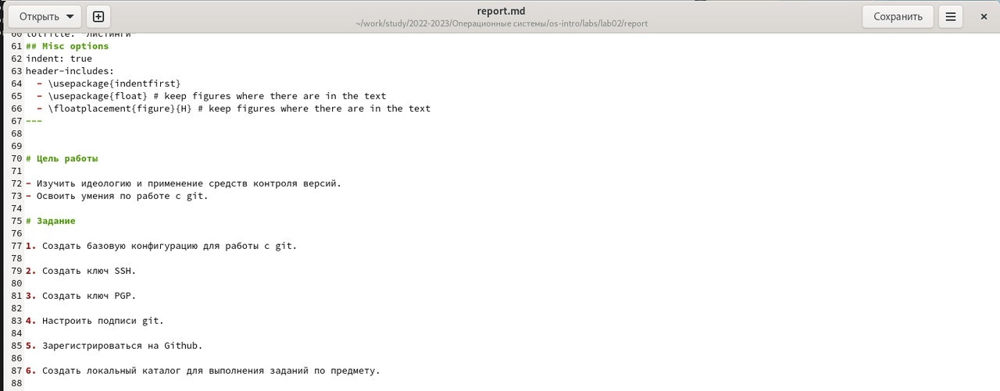 Открыть
report.md
~/work/study/2022-2023/Операционные системы/os-intro/labs/lab02/report
Сохранить
60 lolTitle: "Листинги"
61 ## Misc options
62 indent: true
63 header-includes:
64   - \usepackage{indentfirst}
65   - \usepackage{float} # keep figures where there are in the text
66   - \floatplacement{figure}{H} # keep figures where there are in the text
67 ---
68
69
70 # Цель работы
71
72 - Изучить идеологию и применение средств контроля версий.
73 - Освоить умения по работе с git.
74
75 # Задание
76
77 1. Создать базовую конфигурацию для работы с git.
78
79 2. Создать ключ SSH.
80
81 3. Создать ключ PGP.
82
83 4. Настроить подписи git.
84
85 5. Зарегистрироваться на Github.
86
87 6. Создать локальный каталог для выполнения заданий по предмету.
88